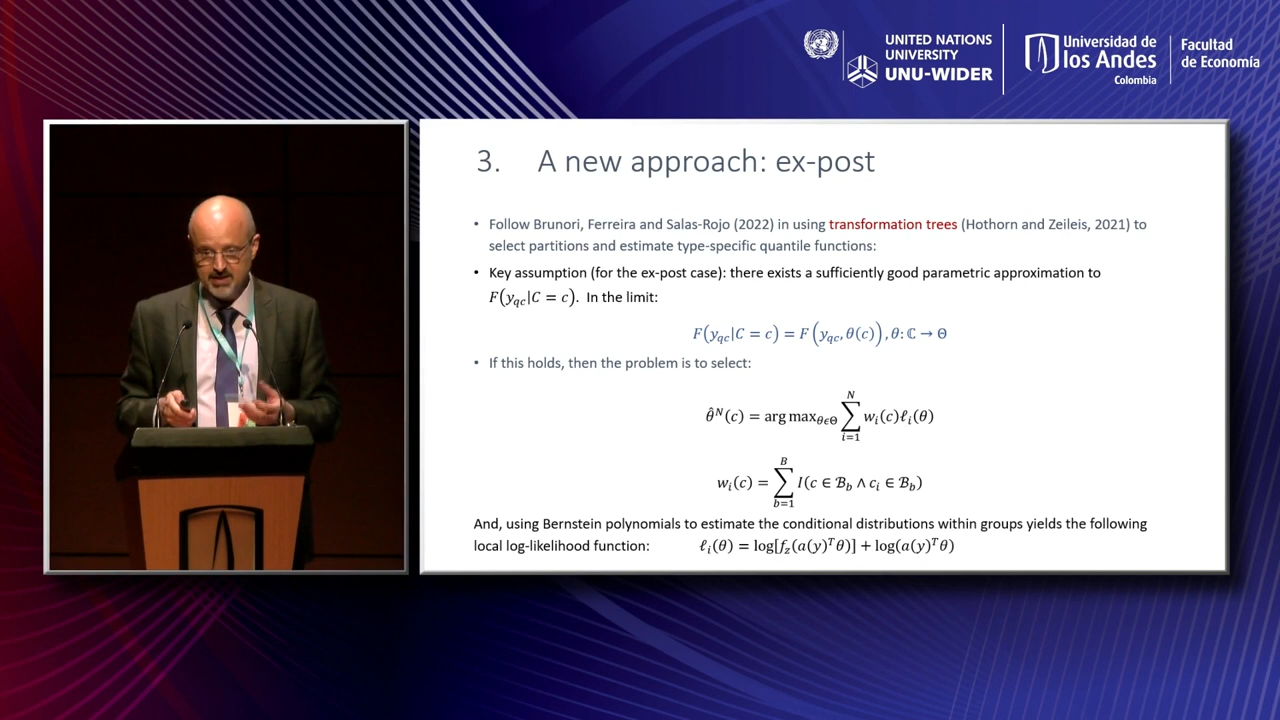 UNITED NATIONS
UNIVERSITY
UNU-WIDER
Universidad de
los Andes
Colombia
Facultad
de Economía
3. A new approach: ex-post
• Follow Brunori, Ferreira and Salas-Rojo (2022) in using transformation trees (Hothorn and Zeileis, 2021) to
select partitions and estimate type-specific quantile functions:
• Key assumption (for the ex-post case): there exists a sufficiently good parametric approximation to
F(y_{qc}|C = c). In the limit:
F(y_{qc}|C = c) = F(y_{qc}, θ(c)), θ: ℂ → Θ
• If this holds, then the problem is to select:
θ̂^N(c) = arg max_{θϵΘ} ∑_{i=1}^{N} w_i(c)ℓ_i(θ)
w_i(c) = ∑_{b=1}^{B} I(c ∈ ℬ_b ∧ c_i ∈ ℬ_b)
And, using Bernstein polynomials to estimate the conditional distributions within groups yields the following
local log-likelihood function: ℓ_i(θ) = log[f_z(a(y)^T θ)] + log(a(y)^T θ)